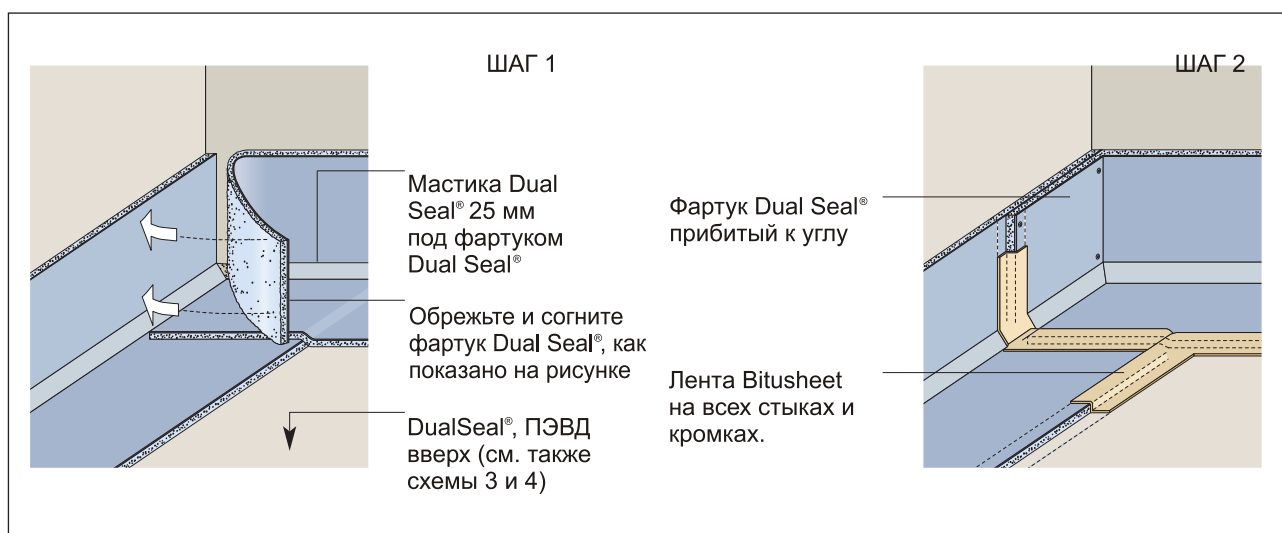 ШАГ 1
Мастика Dual
Seal® 25 мм
под фартуком
Dual Seal®
Обрежьте и согните
фартук Dual Seal®, как
показано на рисунке
DualSeal®, ПЭВД
вверх (см. также
схемы 3 и 4)
ШАГ 2
Фартук Dual Seal®
прибитый к углу
Лента Bitusheet
на всех стыках и
кромках.